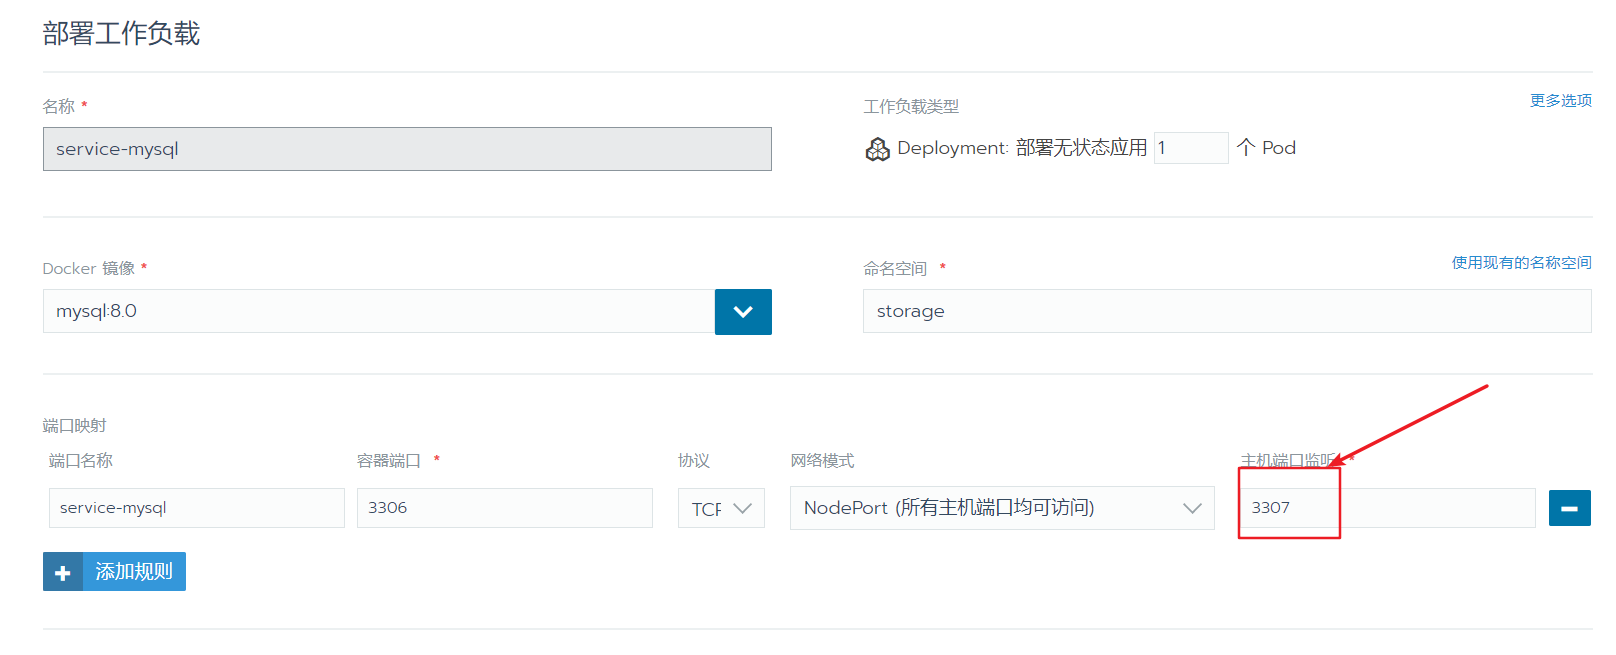 部署工作负载
名称 *
工作负载类型
更多选项
service-mysql
Deployment: 部署无状态应用 1 个 Pod
Docker 镜像 *
命名空间 *
使用现有的名称空间
mysql:8.0
storage
端口映射
端口名称
容器端口 *
协议
网络模式
主机端口监听 *
service-mysql
3306
TCP
NodePort (所有主机端口均可访问)
3307
添加规则